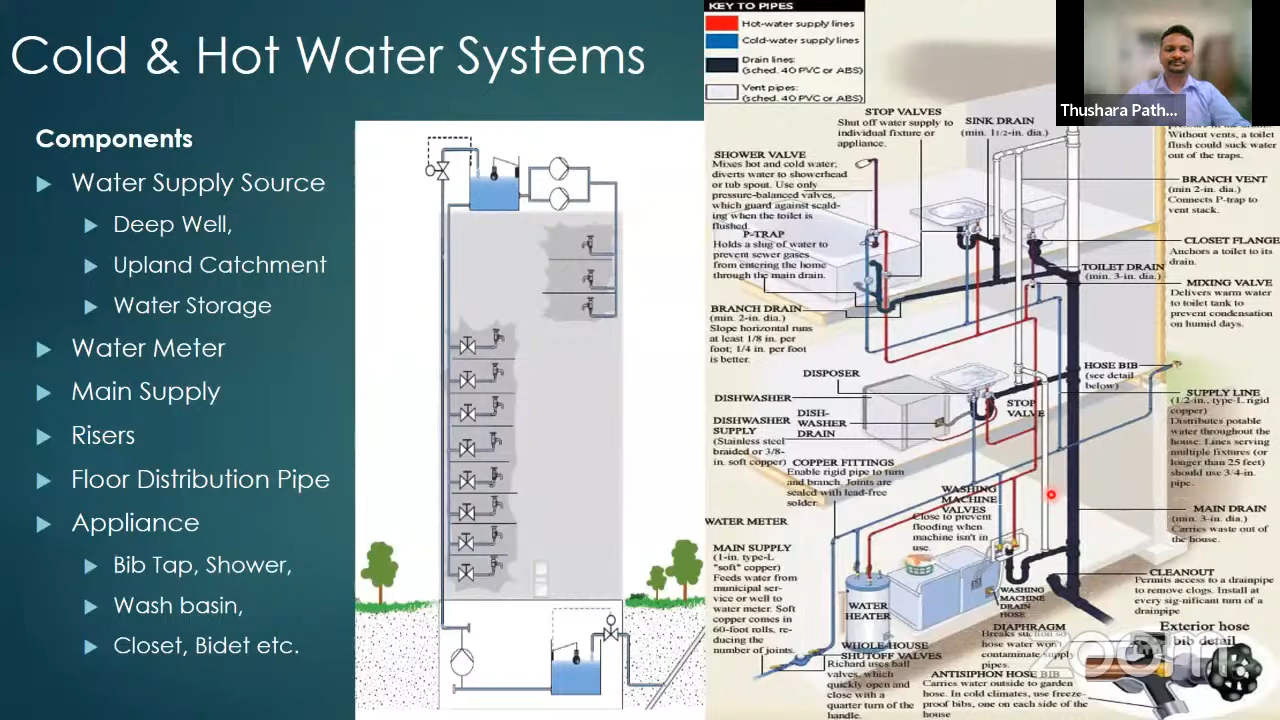 Cold & Hot Water Systems
Components
Water Supply Source
Deep Well,
Upland Catchment
Water Storage
Water Meter
Main Supply
Risers
Floor Distribution Pipe
Appliance
Bib Tap, Shower,
Wash basin,
Closet, Bidet etc.
KEY TO PIPES
Hot-water supply lines
Cold-water supply lines
Drain lines:
(sched. 40 PVC or ABS)
Vent pipes:
(sched. 40 PVC or ABS)
Thushara Path...
STOP VALVES
Shut off water supply to
individual fixture or
appliance.
SINK DRAIN
(min. 11/2-in. dia.)
Without vents, a toilet
flush could suck water
out of the traps.
SHOWER VALVE
Mixes hot and cold water;
diverts water to showerhead
or tub spout. Use only
pressure-balanced valves,
which guard against scald-
ing when the toilet is
flushed.
BRANCH VENT
(min 2-in. dia.)
Connects P-trap to
vent stack.
P-TRAP
Holds a slug of water to
prevent sewer gases
from entering the home
through the main drain.
CLOSET FLANGE
Anchors a toilet to its
drain.
TOILET DRAIN
(min. 3-in. dia.)
MIXING VALVE
Delivers warm water
to toilet tank to
prevent condensation
on humid days.
BRANCH DRAIN
(min. 2-in. dia.)
Slope horizontal runs
at least 1/8 in. per
foot; 1/4 in. per foot
is better.
HOSE BIB
(see detail
below)
DISPOSER
DISHWASHER
STOP
VALVE
SUPPLY LINE
(1/2-in., type-L rigid
copper)
Distributes potable
water throughout the
house. Lines serving
multiple fixtures (or
longer than 25 feet)
should use 3/4-in.
pipe.
DISHWASHER
SUPPLY
(Stainless steel
braided or 3/8-
in. soft copper)
DISH-
WASHER
DRAIN
COPPER FITTINGS
Enable rigid pipe to turn
and branch. Joints are
sealed with lead-free
solder.
WASHING
MACHINE
VALVES
Close to prevent
flooding when
machine isn't in
use.
MAIN DRAIN
(min. 3-in. dia.)
Carries waste out of
the house.
WATER METER
MAIN SUPPLY
(1-in. type-L
"soft" copper)
Feeds water from
municipal ser-
vice or well to
water meter. Soft
copper comes in
60-foot rolls, re-
ducing the
number of joints.
WATER
HEATER
WASHING
MACHINE
DRAIN
HOSE
CLEANOUT
Permits access to a drainpipe
to remove clogs. Install at
every sig-nificant turn of a
drainpipe
DIAPHRAGM
Breaks suction so
hose water won't
contaminate supply
pipes.
Exterior hose
bib detail
WHOLE-HOUSE
SHUTOFF VALVES
Richard uses ball
valves, which
quickly open and
close with a
quarter turn of the
handle.
ANTISIPHON HOSE BIB
Carries water outside to garden
hose. In cold climates, use freeze-
proof bibs, one on each side of the
house
zoom